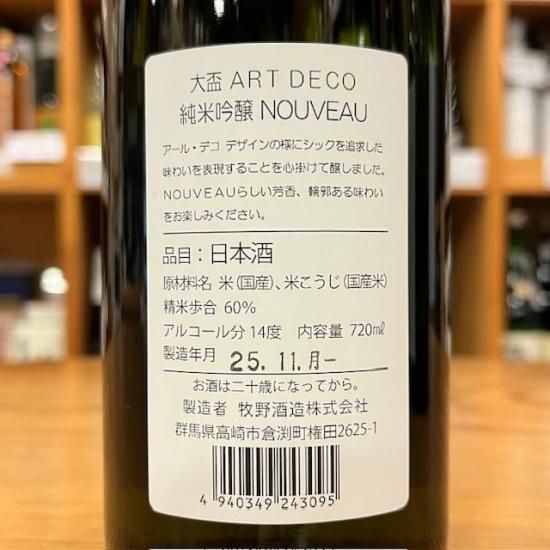 大盃 ART DECO
純米吟醸 NOUVEAU
アール・デコ デザインの様にシックを追求した
味わいを表現することを心掛けて醸しました。
NOUVEAUらしい芳香、輪郭ある味わい
をお楽しみください。
品目：日本酒
原材料名 米（国産）、米こうじ（国産米）
精米歩合 60%
アルコール分 14度 内容量 720㎖
製造年月 25.11.月-
お酒は二十歳になってから。
製造者 牧野酒造株式会社
群馬県高崎市倉渕町権田2625-1
4 940349 243095